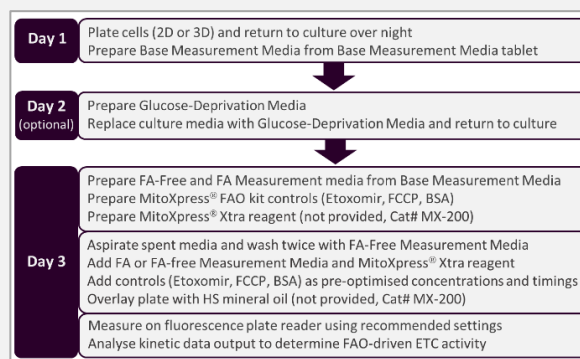 Day 1
Plate cells (2D or 3D) and return to culture over night
Prepare Base Measurement Media from Base Measurement Media tablet
Day 2
(optional)
Prepare Glucose-Deprivation Media
Replace culture media with Glucose-Deprivation Media and return to culture
Day 3
Prepare FA-Free and FA Measurement media from Base Measurement Media
Prepare MitoXpress® FAO kit controls (Etoxomir, FCCP, BSA)
Prepare MitoXpress® Xtra reagent (not provided, Cat# MX-200)
Aspirate spent media and wash twice with FA-Free Measurement Media
Add FA or FA-free Measurement Media and MitoXpress® Xtra reagent
Add controls (Etoxomir, FCCP, BSA) as pre-optimised concentrations and timings
Overlay plate with HS mineral oil (not provided, Cat# MX-200)
Measure on fluorescence plate reader using recommended settings
Analyse kinetic data output to determine FAO-driven ETC activity